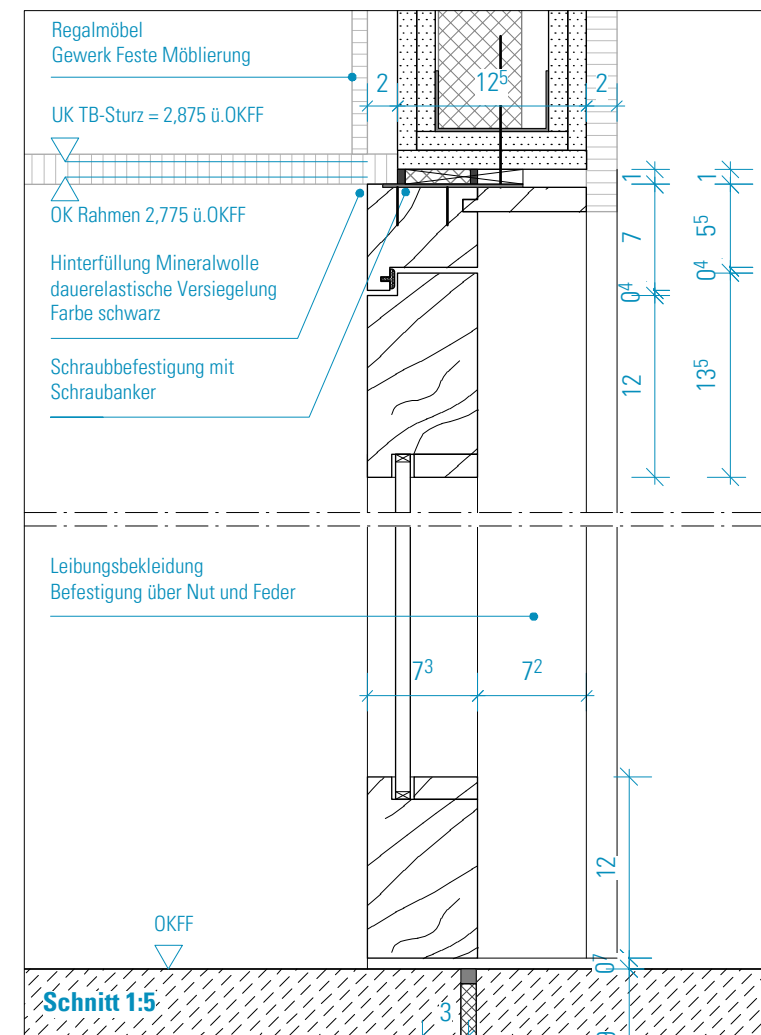 Regalmöbel
Gewerk Feste Möblierung
2
12⁵
2
UK TB-Sturz = 2,875 ü.OKFF
OK Rahmen 2,775 ü.OKFF
1
1
7
5⁵
0⁴
0⁴
12
13⁵
Hinterfüllung Mineralwolle
dauerelastische Versiegelung
Farbe schwarz
Schraubbefestigung mit
Schraubanker
Leibungsbekleidung
Befestigung über Nut und Feder
7³
7²
12
0⁷
OKFF
Schnitt 1:5
3